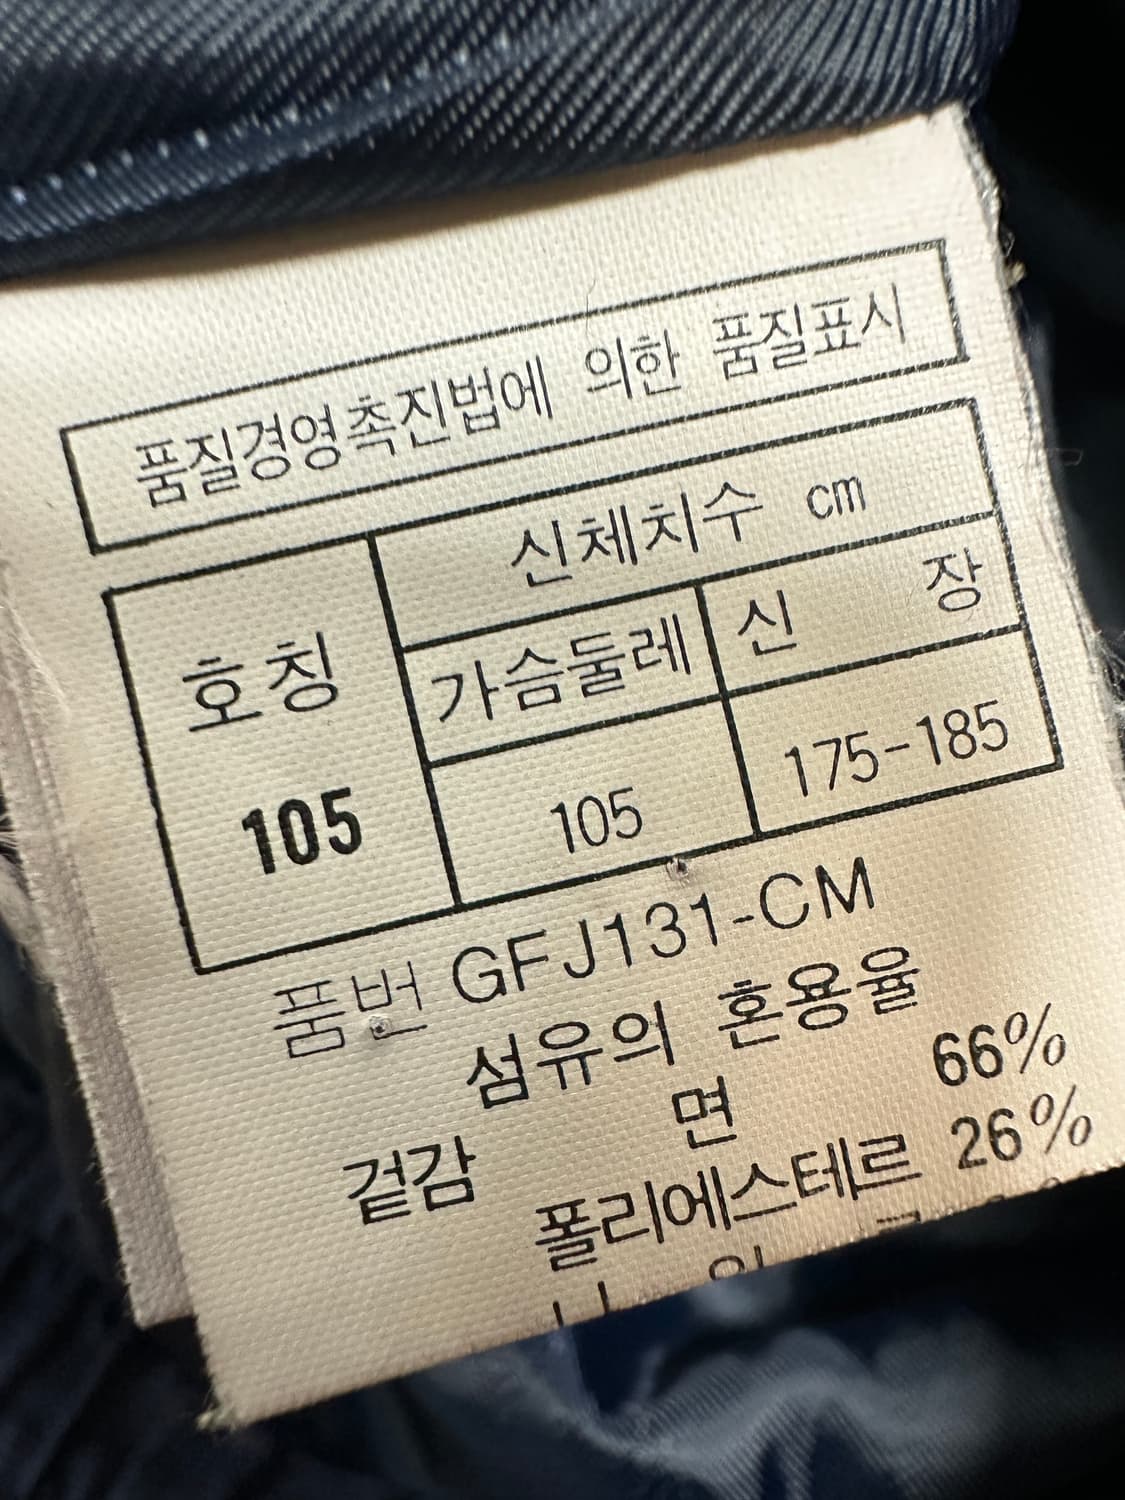 품질경영촉진법에 의한 품질표시
호칭 신체치수 cm
가슴둘레 신 장
105 105 175-185
품번 GFJ131-CM
섬유의 혼용율
겉감 면 66%
폴리에스테르 26%